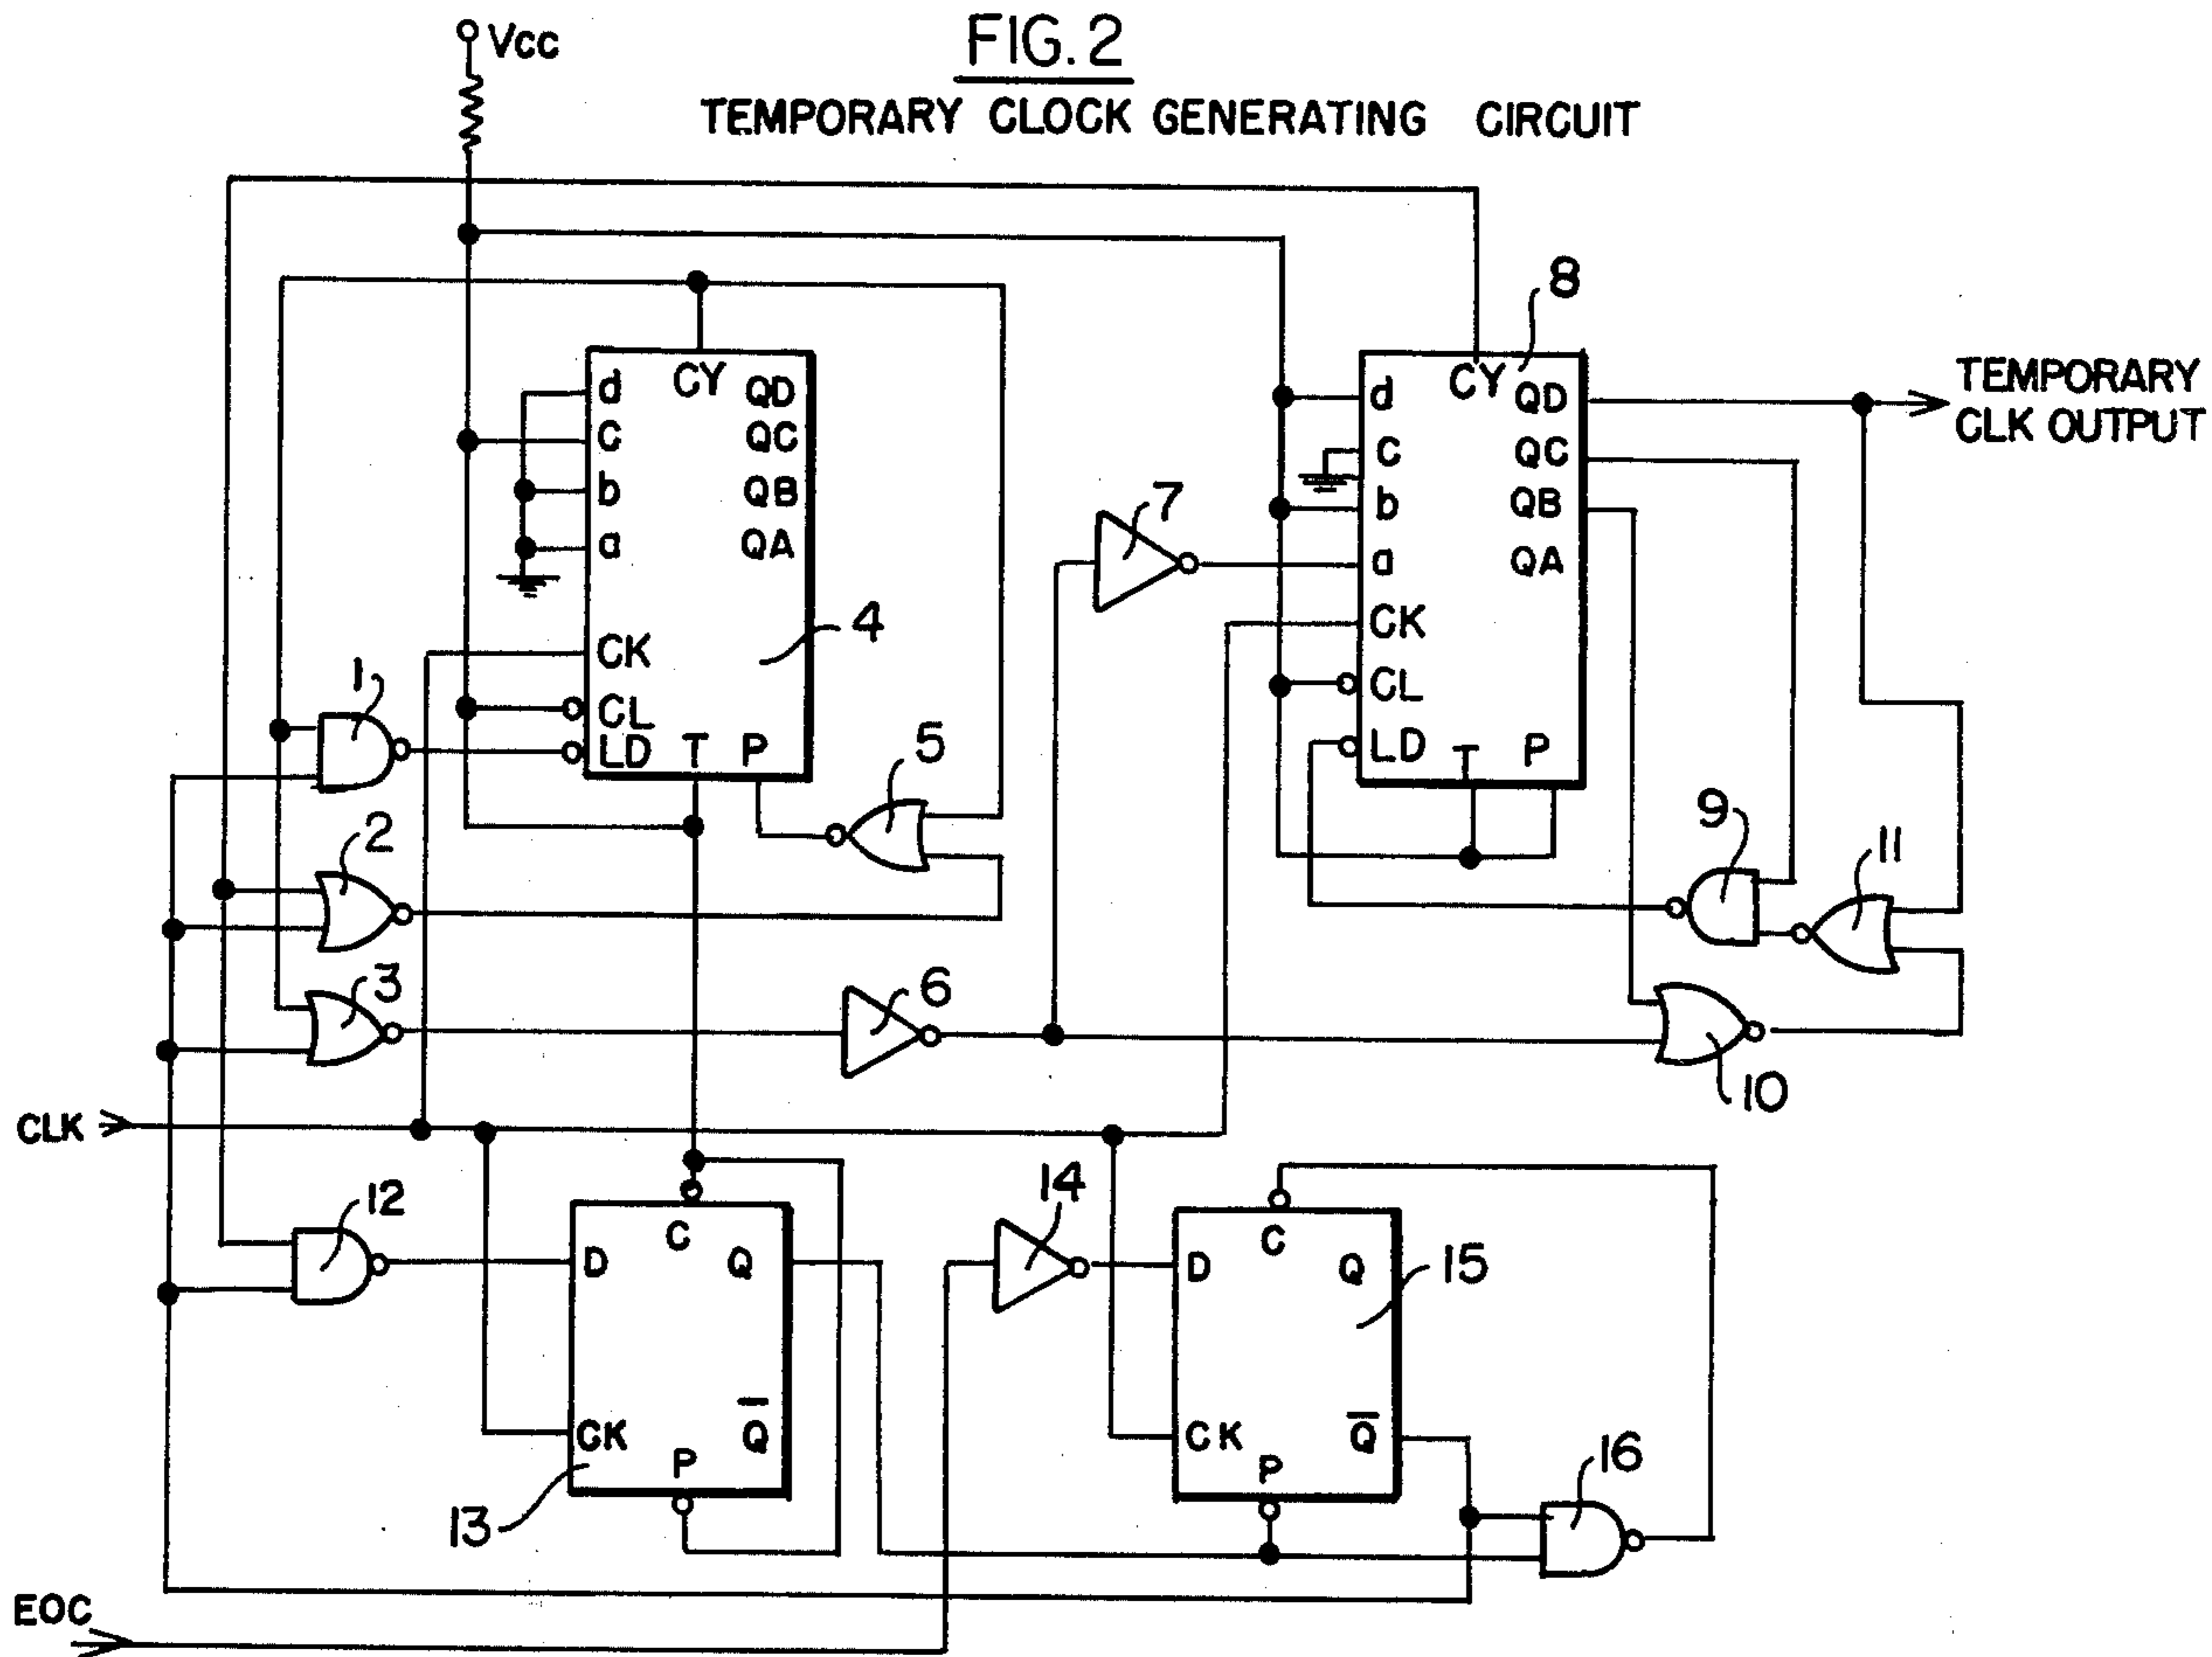 FIG. 2
TEMPORARY CLOCK GENERATING CIRCUIT
Vcc
8
CY
d
QD
C
QC
b
QB
a
QA
CK
CL
LD
T
P
4
CY
d
QD
C
QC
b
QB
a
QA
CK
CL
LD
T
P
TEMPORARY
CLK OUTPUT
7
1
5
2
9
11
3
6
10
CLK
12
14
C
D
Q
CK
Q̅
P
13
C
D
Q
15
CK
Q̅
P
16
EOC